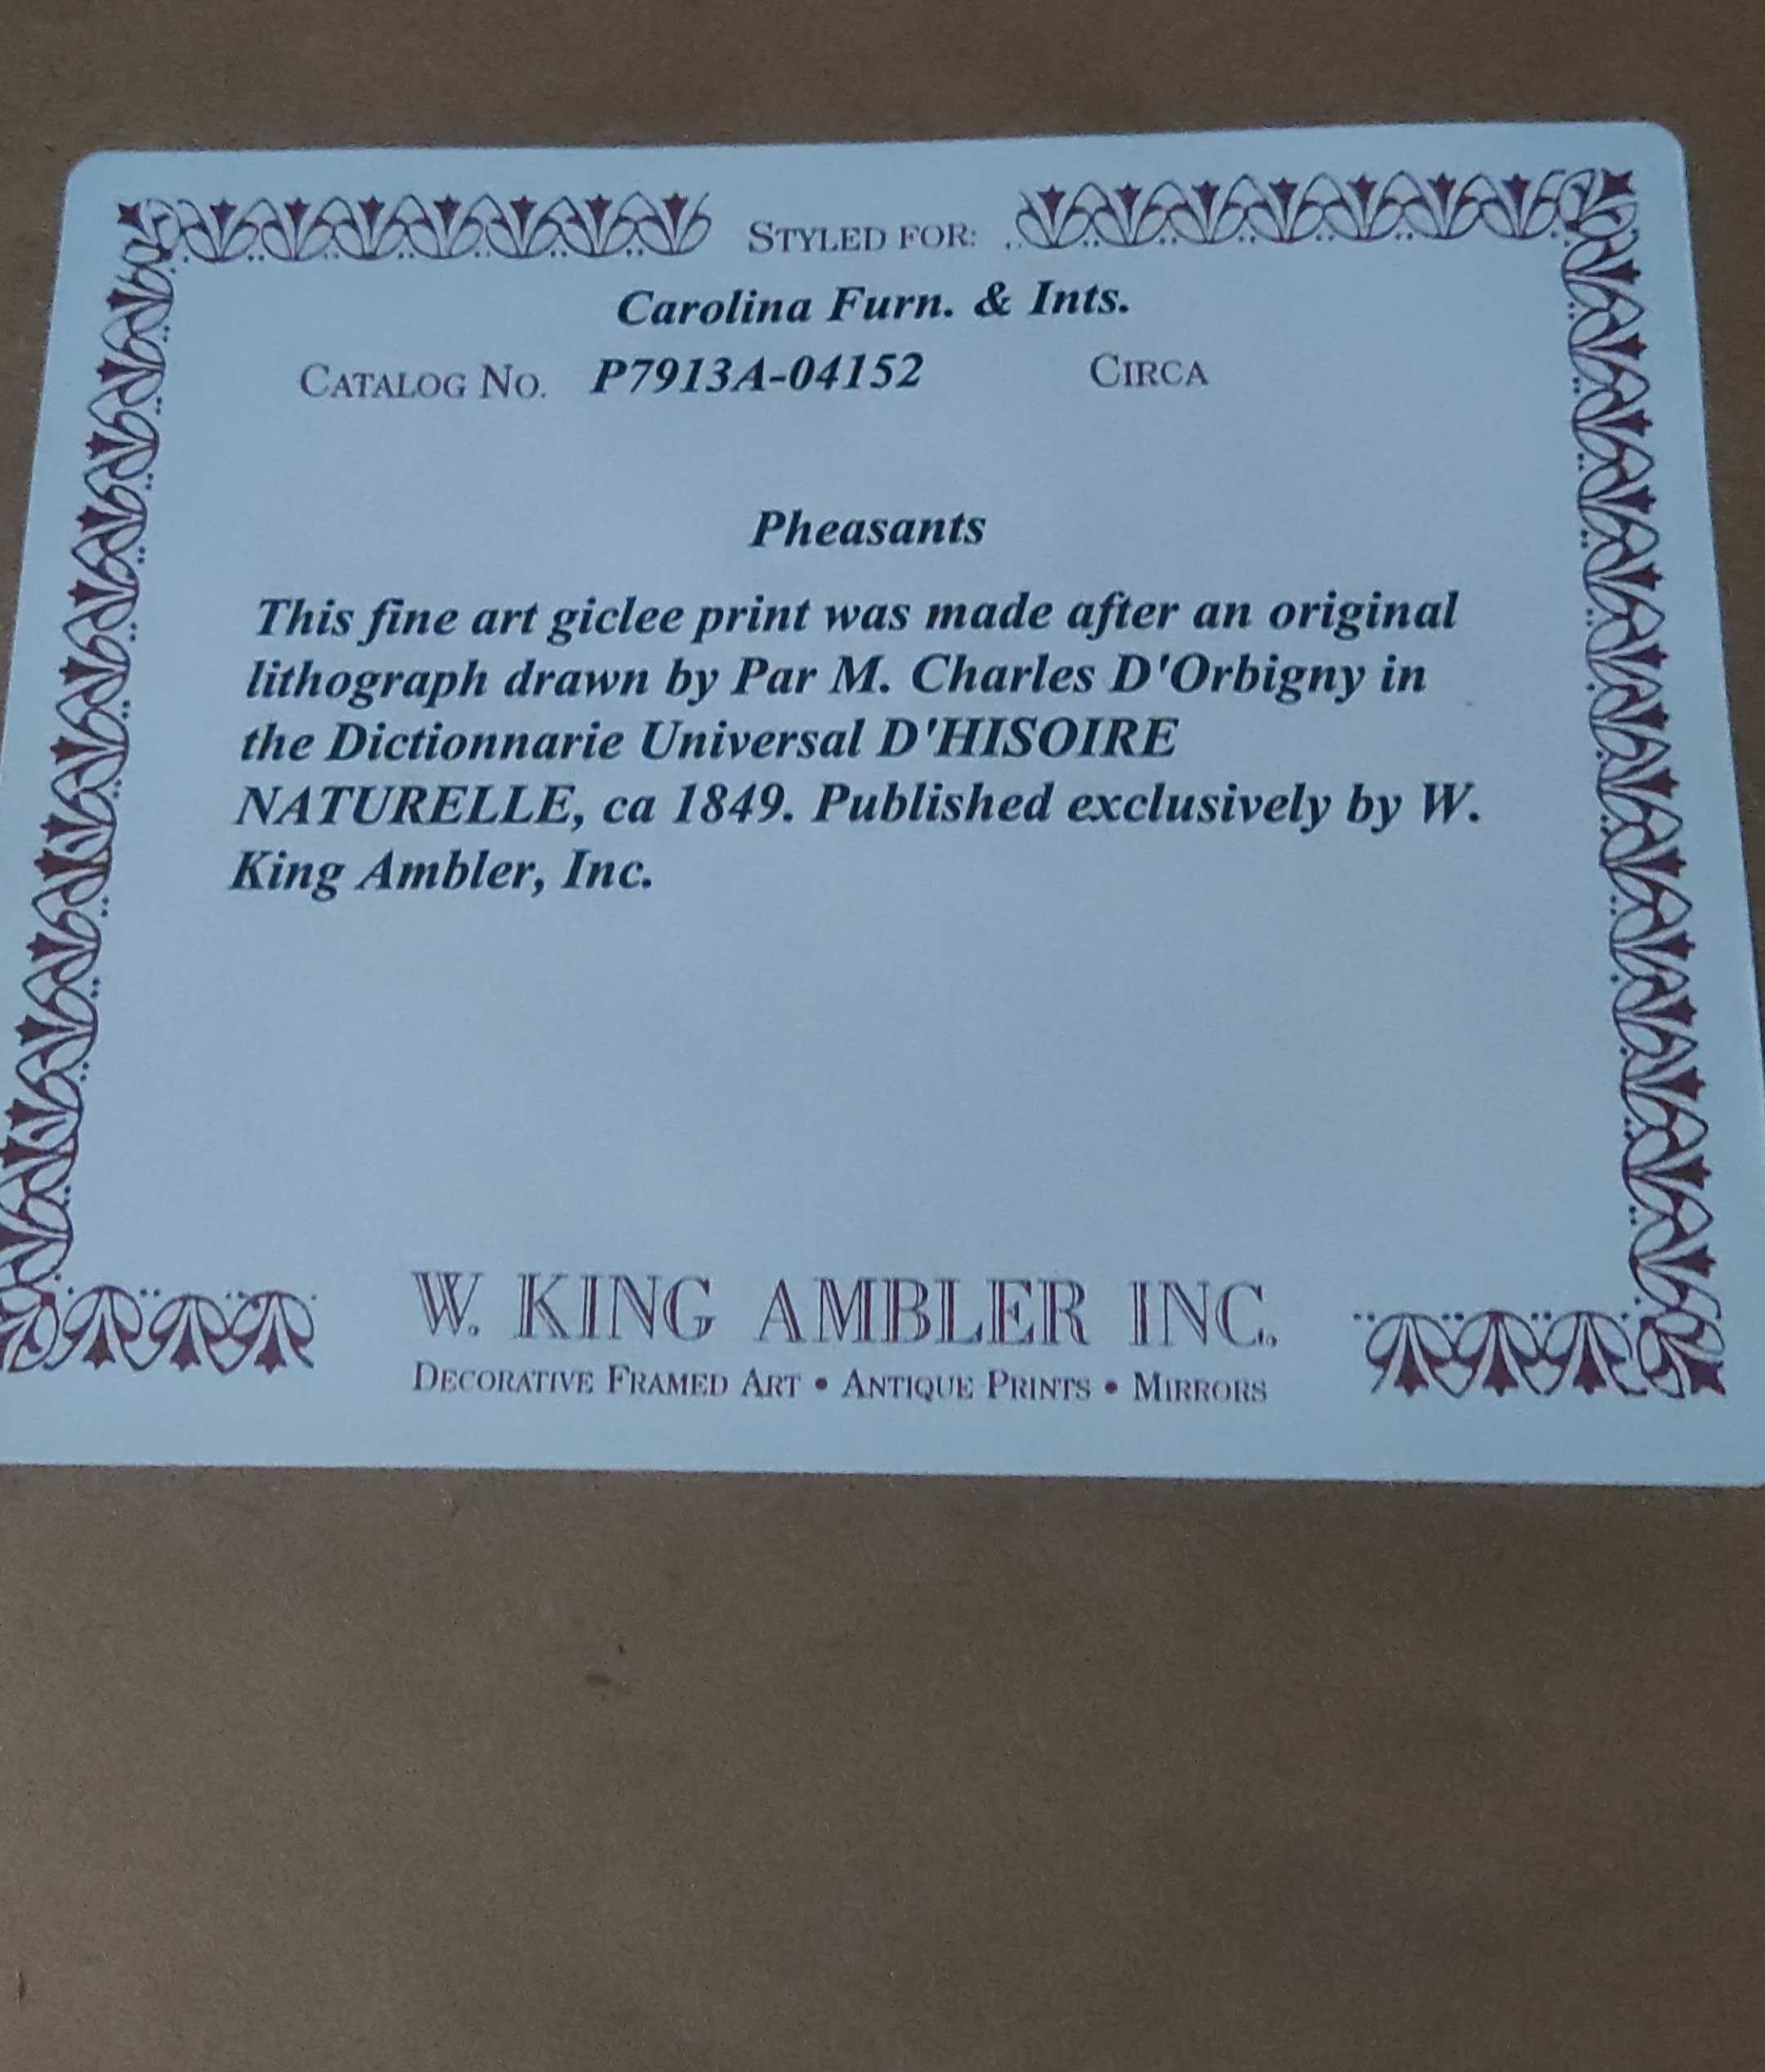 STYLED FOR:
Carolina Furn. & Ints.
CATALOG NO. P7913A-04152 CIRCA
Pheasants
This fine art giclee print was made after an original
lithograph drawn by Par M. Charles D'Orbigny in
the Dictionnarie Universal D'HISOIRE
NATURELLE, ca 1849. Published exclusively by W.
King Ambler, Inc.
W. KING AMBLER INC.
DECORATIVE FRAMED ART • ANTIQUE PRINTS • MIRRORS